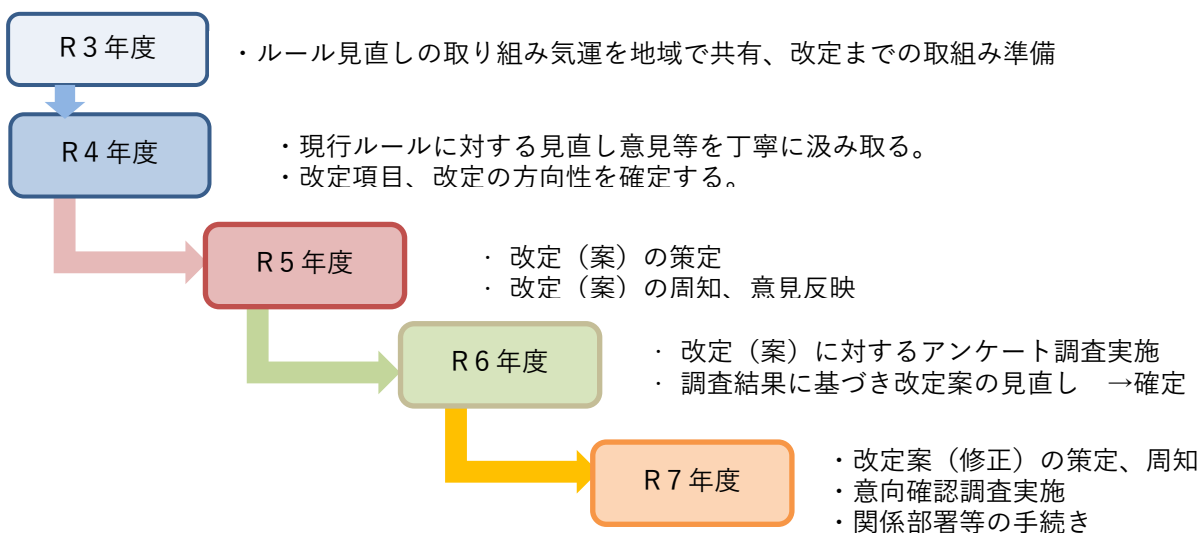 R3年度
・ルール見直しの取り組み気運を地域で共有、改定までの取組み準備
R4年度
・現行ルールに対する見直し意見等を丁寧に汲み取る。
・改定項目、改定の方向性を確定する。
R5年度
・ 改定（案）の策定
・ 改定（案）の周知、意見反映
R6年度
・ 改定（案）に対するアンケート調査実施
・ 調査結果に基づき改定案の見直し　→確定
R7年度
・改定案（修正）の策定、周知
・意向確認調査実施
・関係部署等の手続き